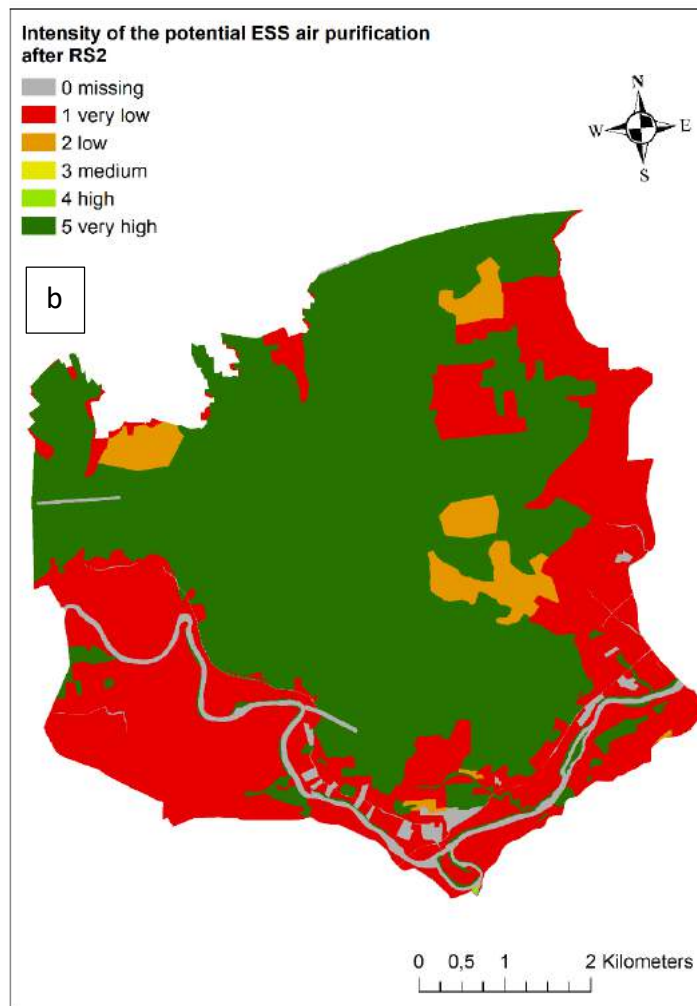 Intensity of the potential ESS air purification
after RS2
0 missing
1 very low
2 low
3 medium
4 high
5 very high
N
W E
S
b
0 0,5 1 2 Kilometers